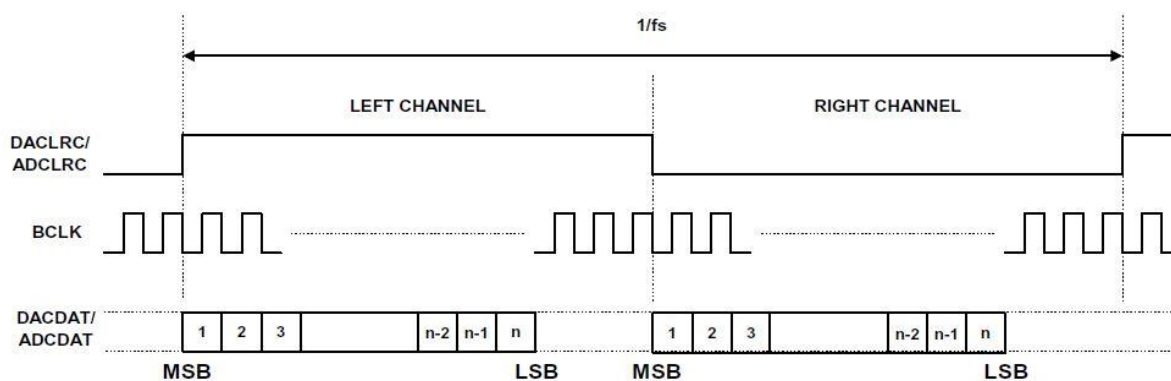 1/fs
LEFT CHANNEL RIGHT CHANNEL
DACLRC/
ADCLRC
BCLK
DACDAT/
ADCDAT
1 2 3 n-2 n-1 n 1 2 3 n-2 n-1 n
MSB LSB MSB LSB